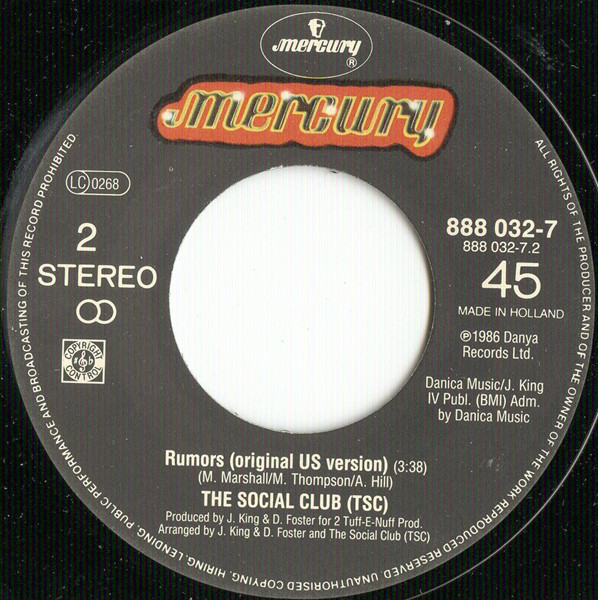 mercury
®
mercury
LC 0268
2
STEREO
COPYRIGHT
CONTROL
888 032-7
888 032-7.2
45
MADE IN HOLLAND
℗1986 Danya
Records Ltd.
Danica Music/J. King
IV Publ. (BMI) Adm.
by Danica Music
Rumors (original US version) (3:38)
(M. Marshall/M. Thompson/A. Hill)
THE SOCIAL CLUB (TSC)
Produced by J. King & D. Foster for 2 Tuff-E-Nuff Prod.
Arranged by J. King & D. Foster and The Social Club (TSC)
ALL RIGHTS OF THE PRODUCER AND OF THE OWNER OF THE WORK REPRODUCED RESERVED. UNAUTHORISED COPYING, HIRING, LENDING, PUBLIC PERFORMANCE AND BROADCASTING OF THIS RECORD PROHIBITED.